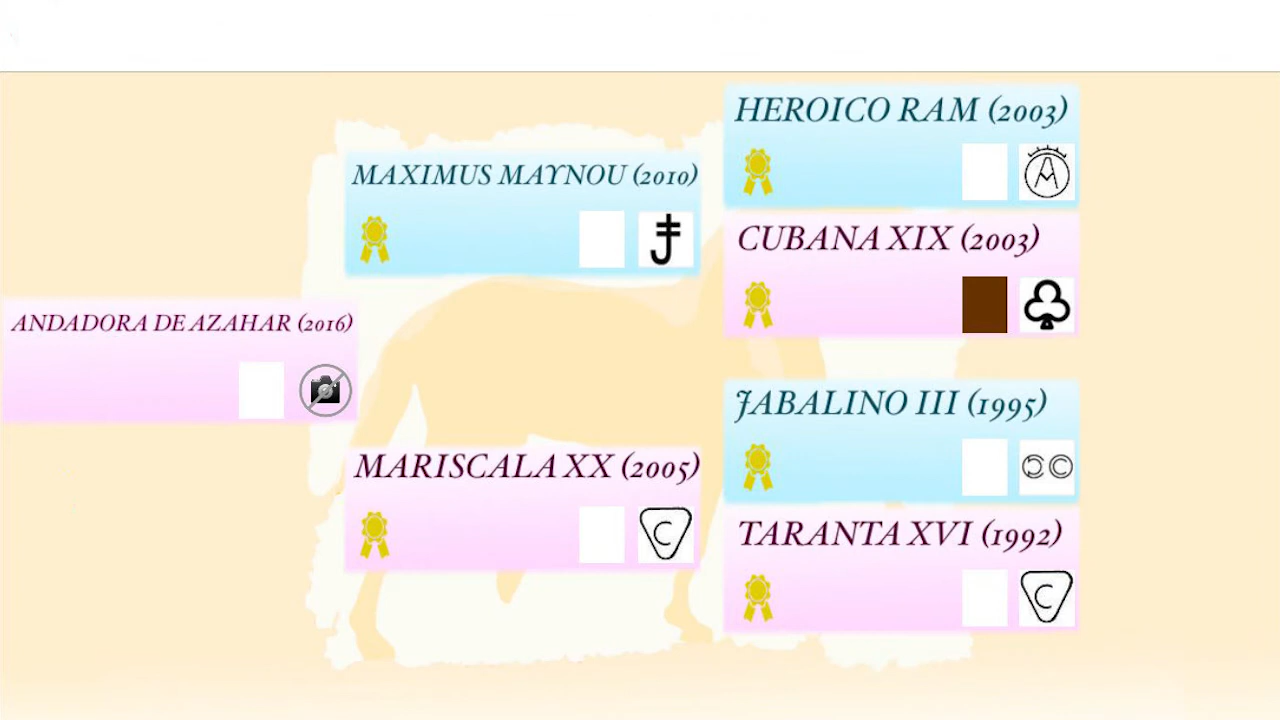 HEROICO RAM (2003)
MAXIMUS MAYNOU (2010)
CUBANA XIX (2003)
ANDADORA DE AZAHAR (2016)
JABALINO III (1995)
MARISCALA XX (2005)
TARANTA XVI (1992)